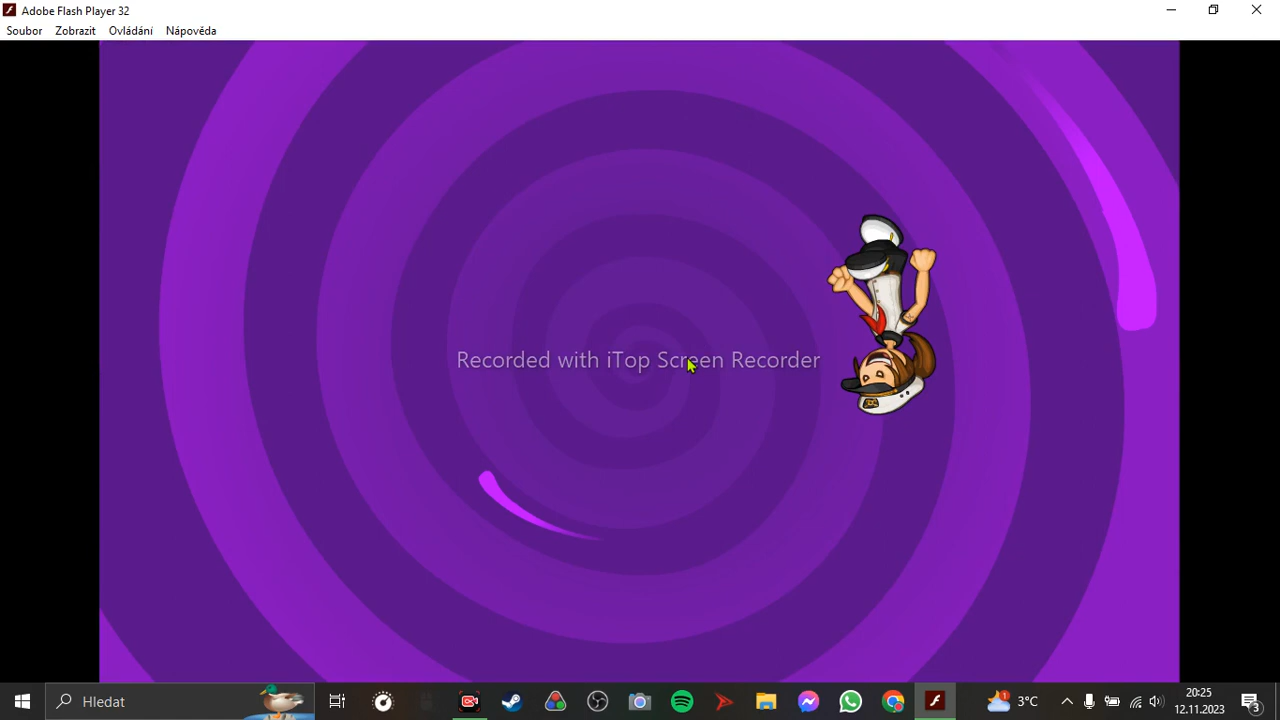 Adobe Flash Player 32
Soubor Zobrazit Ovládání Nápověda
Recorded with iTop Screen Recorder
Hledat
1
3°C
20:25
12.11.2023
3